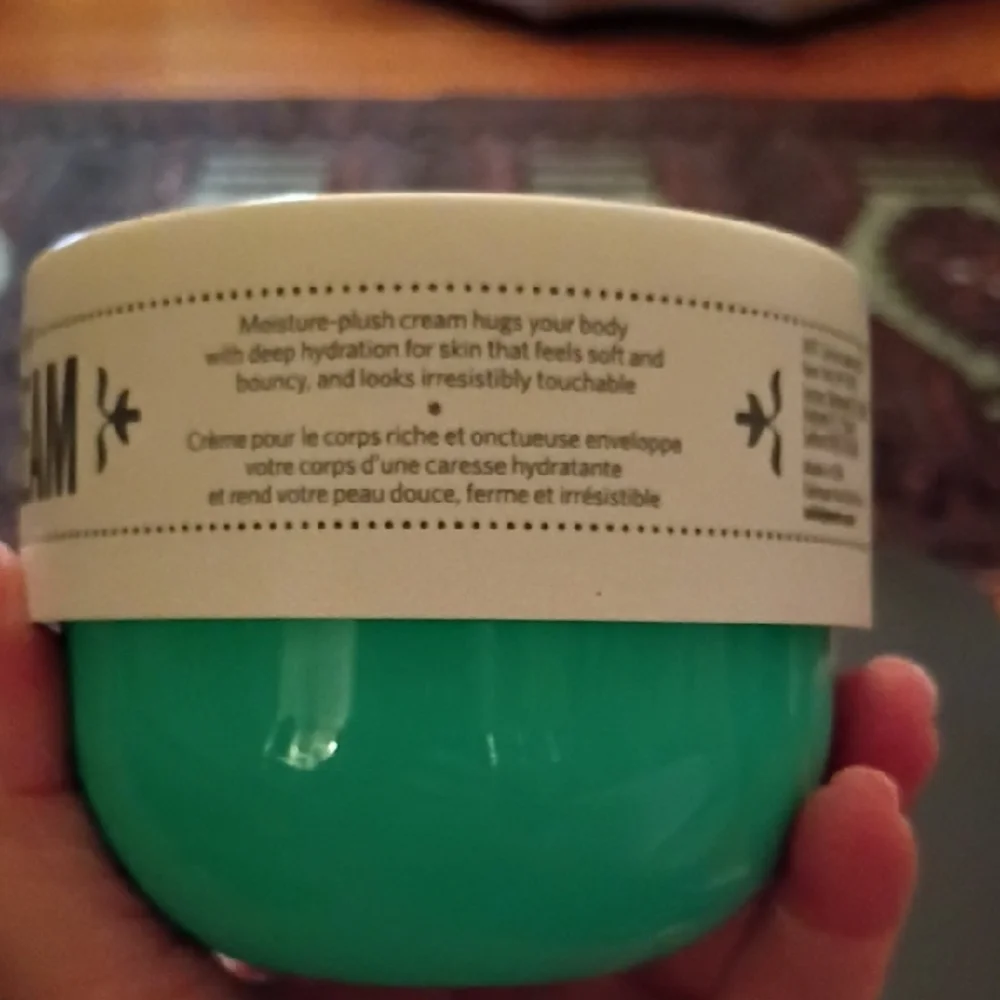 Moisture-plush cream hugs your body
with deep hydration for skin that feels soft and
bouncy, and looks irresistibly touchable
Crème pour le corps riche et onctueuse enveloppe
votre corps d'une caresse hydratante
et rend votre peau douce, ferme et irrésistible